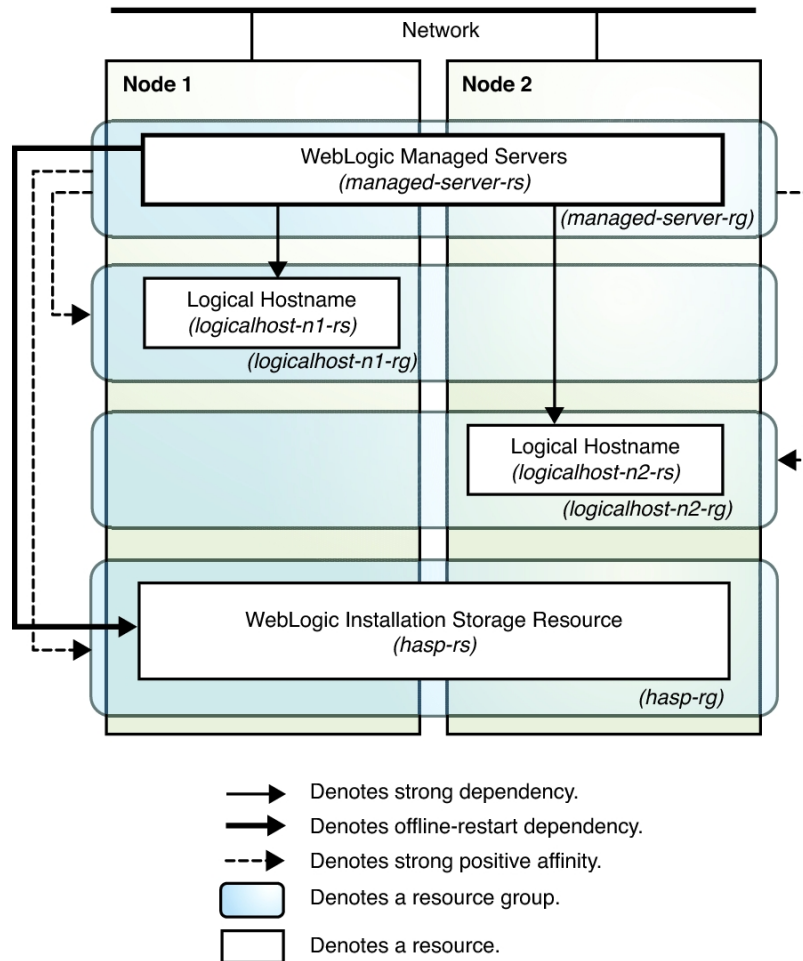 Network
Node 1
Node 2
WebLogic Managed Servers
(managed-server-rs)
(managed-server-rg)
Logical Hostname
(logicalhost-n1-rs)
(logicalhost-n1-rg)
Logical Hostname
(logicalhost-n2-rs)
(logicalhost-n2-rg)
WebLogic Installation Storage Resource
(hasp-rs)
(hasp-rg)
Denotes strong dependency.
Denotes offline-restart dependency.
Denotes strong positive affinity.
Denotes a resource group.
Denotes a resource.